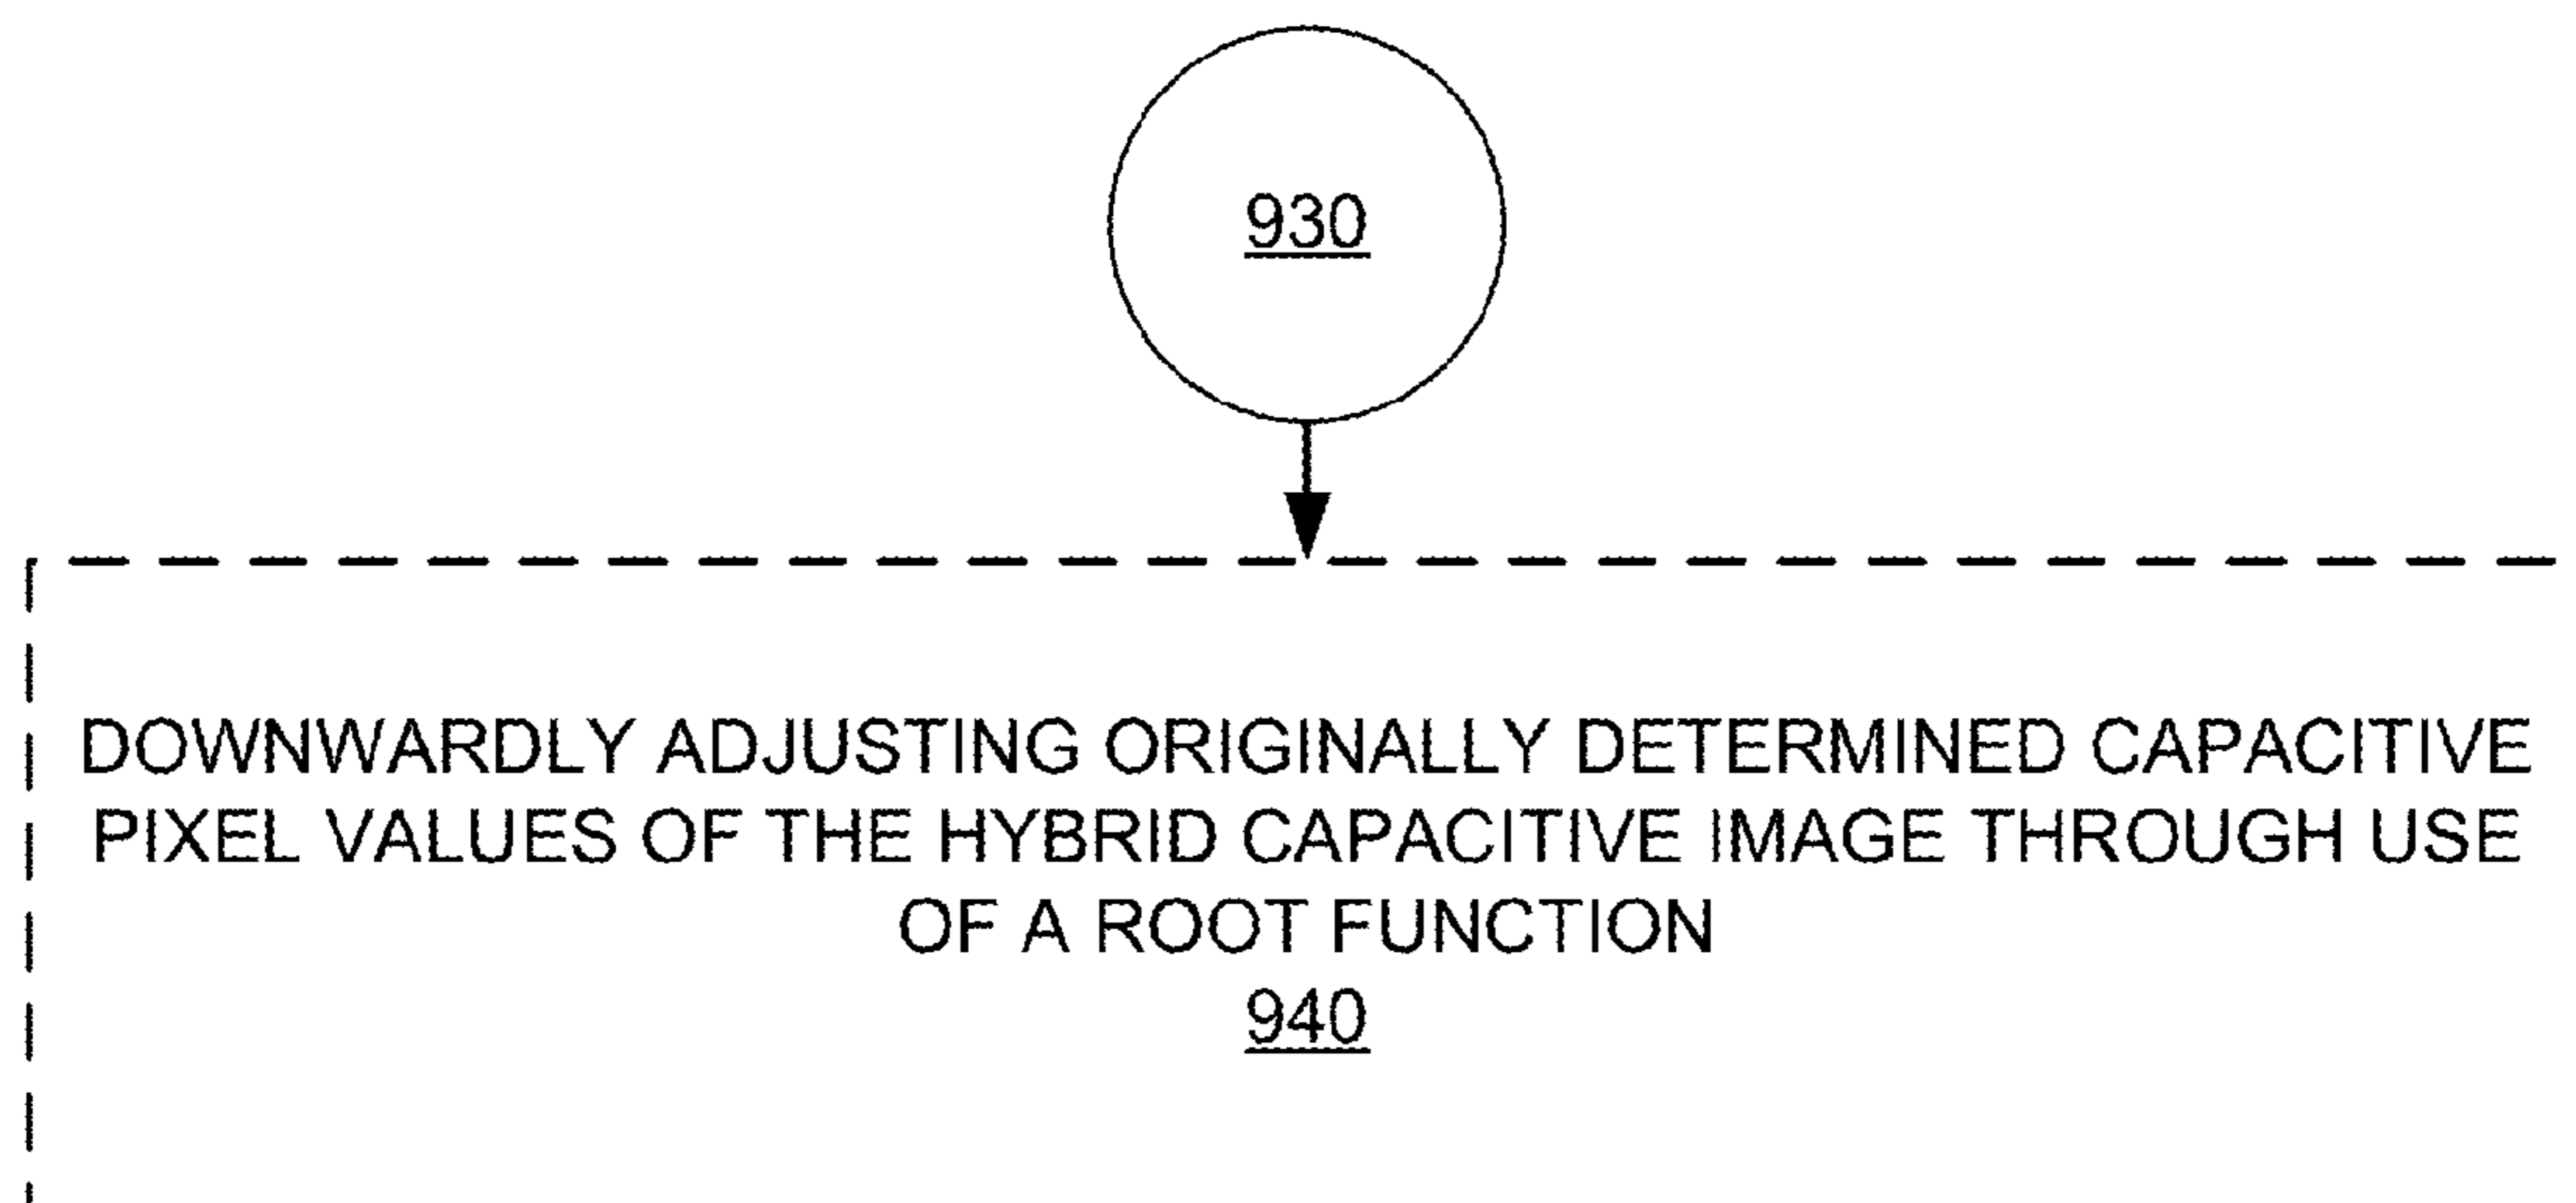 930
DOWNWARDLY ADJUSTING ORIGINALLY DETERMINED CAPACITIVE
PIXEL VALUES OF THE HYBRID CAPACITIVE IMAGE THROUGH USE
OF A ROOT FUNCTION
940